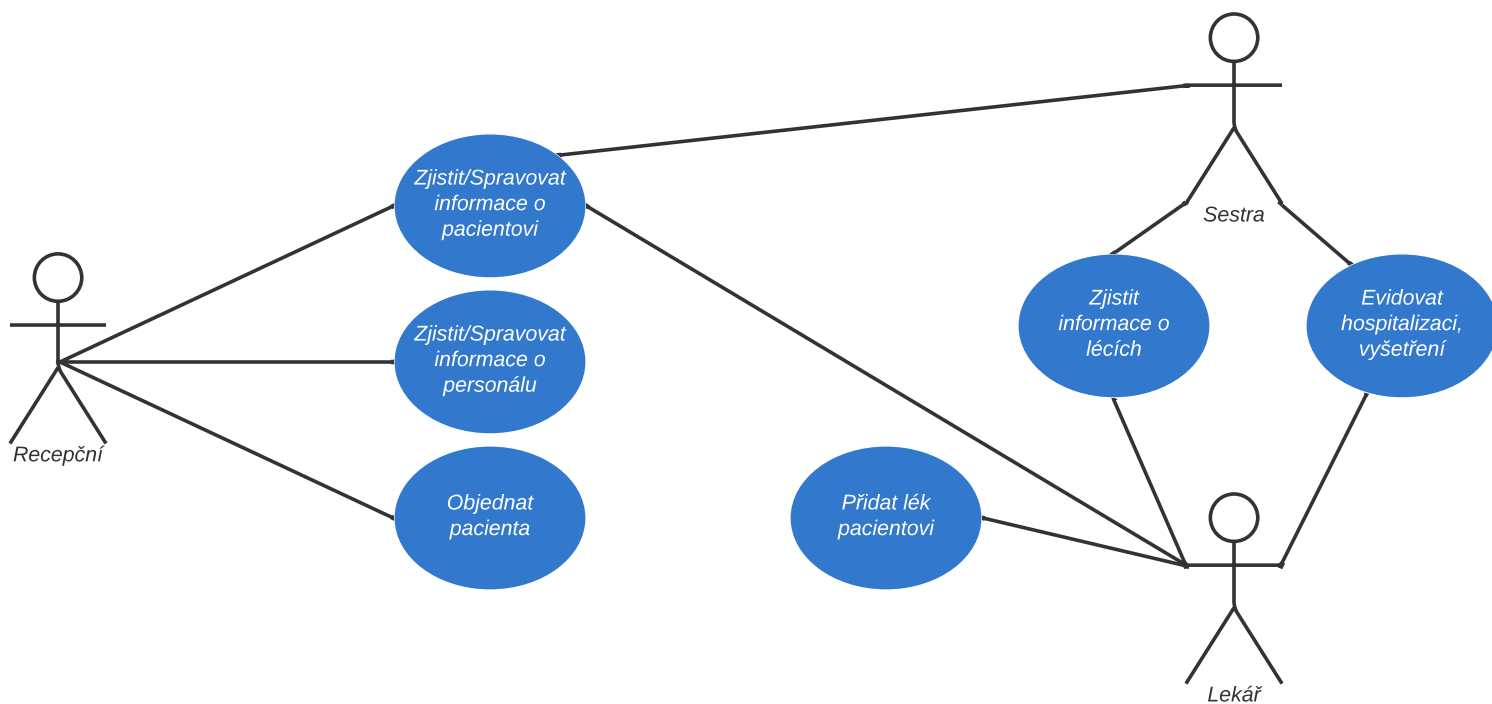 Zjistit/Spravovat
informace o
pacientovi
Sestra
Zjistit
informace o
lécích
Evidovat
hospitalizaci,
vyšetření
Zjistit/Spravovat
informace o
personálu
Recepční
Objednat
pacienta
Přidat lék
pacientovi
Lekář